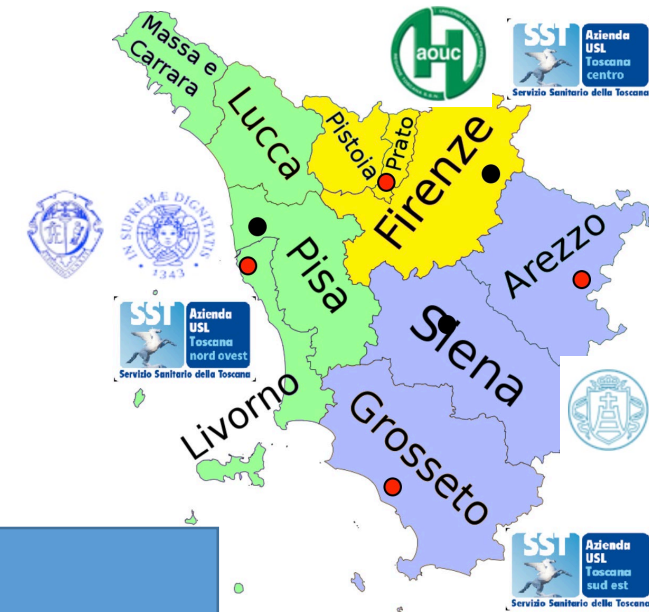 Massa e
Carrara
Lucca
Pistoia
Prato
Firenze
aouc
SST Azienda
USL
Toscana
centro
Servizio Sanitario della Toscana
IN SUPREMÆ DIGNITATIS
1343
Pisa
Arezzo
Siena
SST Azienda
USL
Toscana
nord ovest
Servizio Sanitario della Toscana
Livorno
Grosseto
SST Azienda
USL
Toscana
sud est
Servizio Sanitario della Toscana